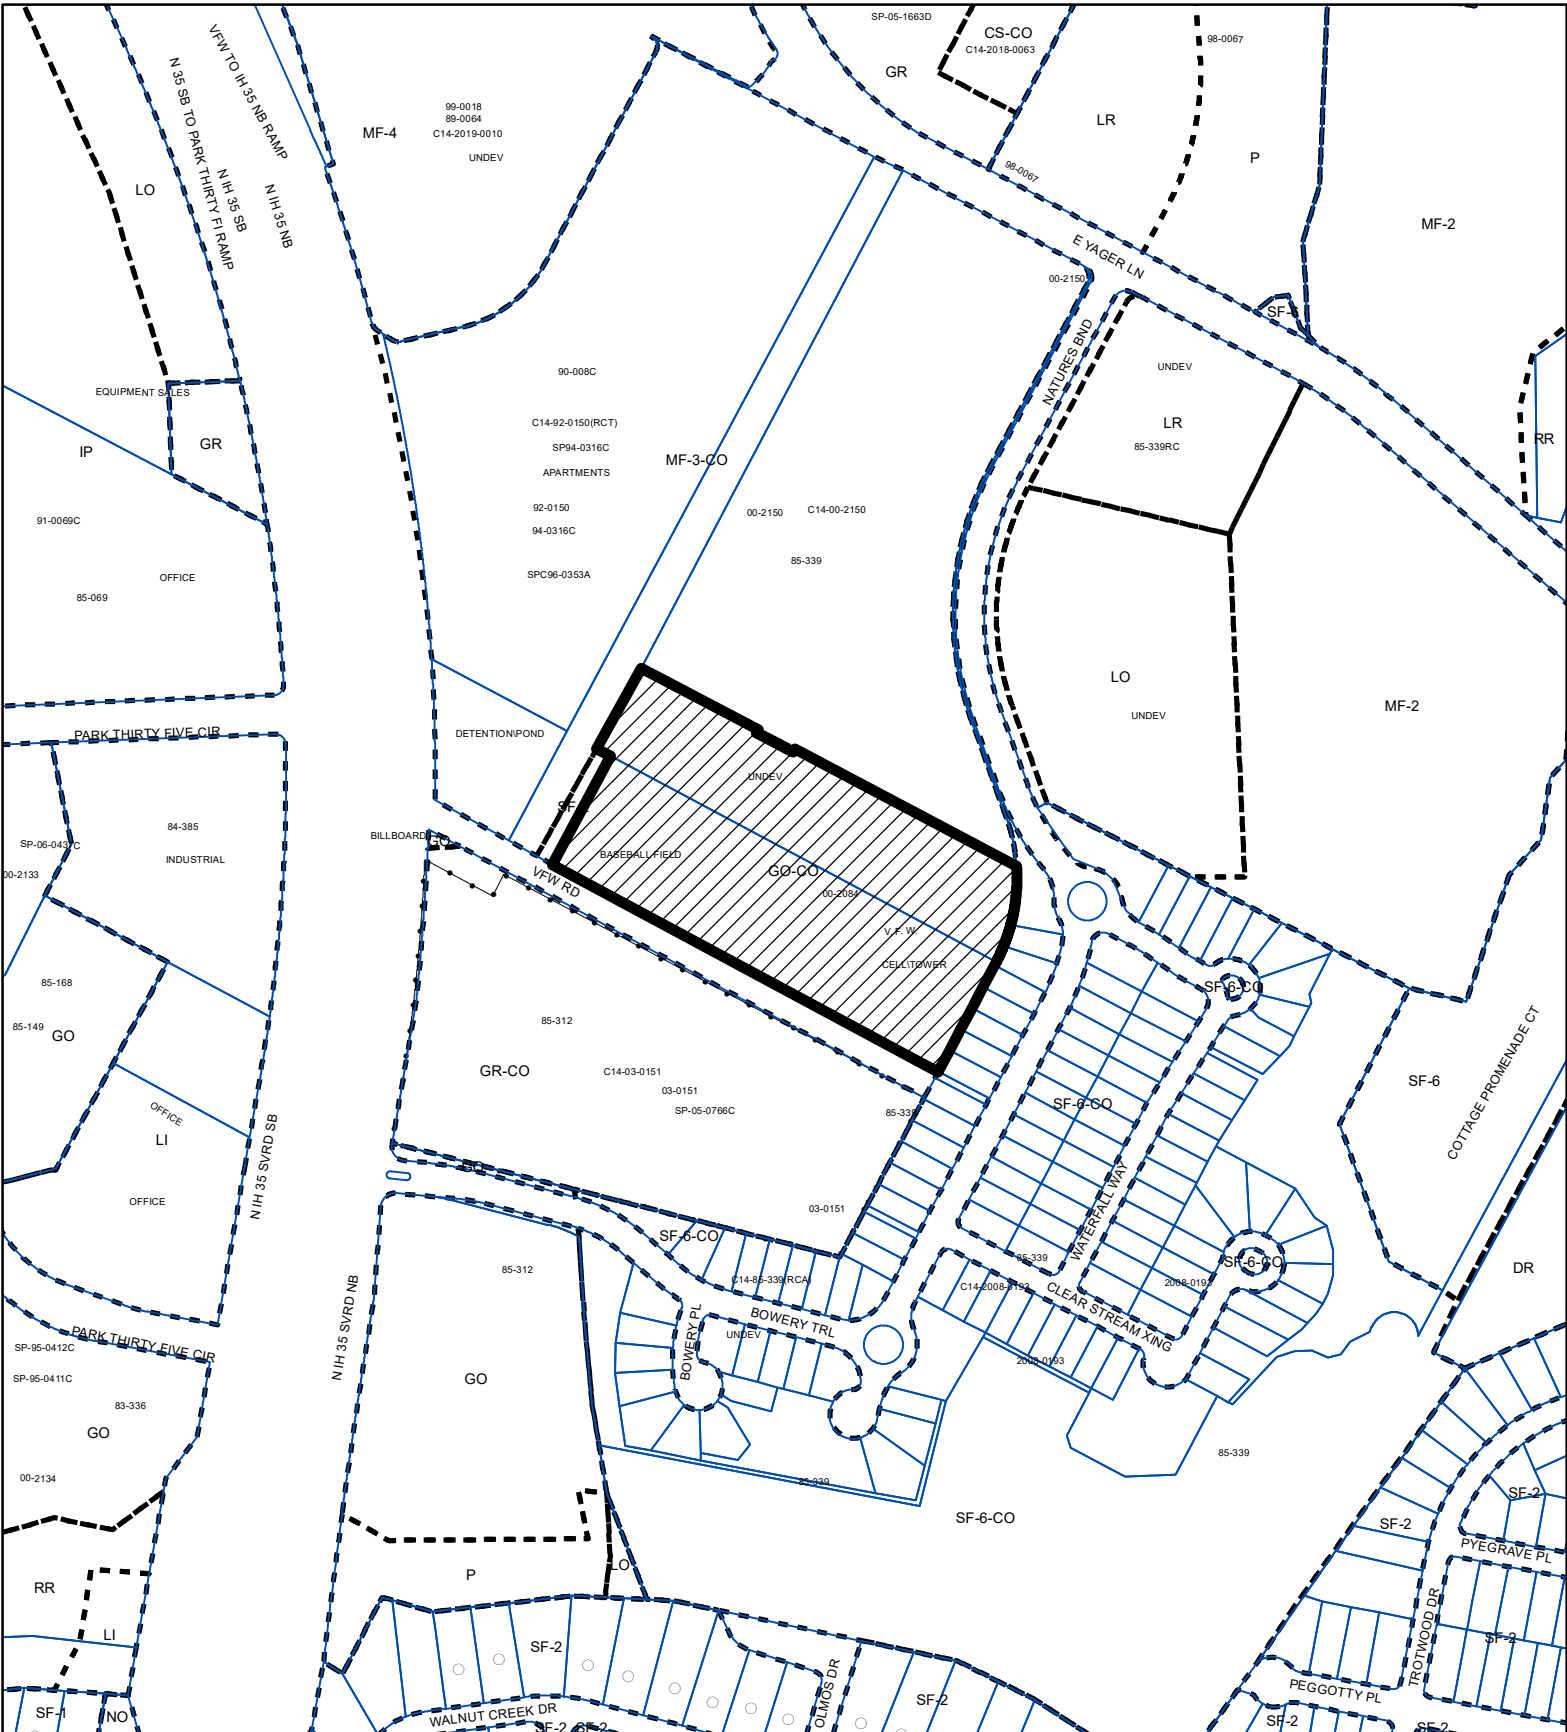 SP-05-1663D
CS-CO
C14-2018-0063
98-0067
GR
VFW TO IH 35 NB RAMP
N 35 SB TO PARK THIRTY FI RAMP
N IH 35 SB
N IH 35 NB
99-0018
89-0064
C14-2019-0010
MF-4
UNDEV
LR
P
98-0067
LO
MF-2
E YAGER LN
00-2150
SF-6
NATURES BND
UNDEV
LR
85-339RC
RR
90-008C
EQUIPMENT SALES
GR
IP
C14-92-0150(RCT)
SP94-0316C
APARTMENTS
MF-3-CO
92-0150
94-0316C
00-2150
C14-00-2150
91-0069C
OFFICE
85-069
SPC96-0353A
85-339
LO
UNDEV
MF-2
PARK THIRTY FIVE CIR
DETENTION\POND
UNDEV
84-385
INDUSTRIAL
BILLBOARD
GO
BASEBALL FIELD
VFW RD
GO-CO
00-2084
V. F. W.
CELL\TOWER
00-2133
85-168
85-149
GO
85-312
GR-CO
C14-03-0151
03-0151
SP-05-0766C
85-339
SF-6-CO
SF-6-CO
SF-6
COTTAGE PROMENADE CT
OFFICE
LI
OFFICE
N IH 35 SVRD SB
GO
03-0151
WATERFALL WAY
SF-6-CO
85-312
C14-85-339(RCA)
85-339
C14-2008-0193
2008-0193
SF-6-CO
DR
N IH 35 SVRD NB
PARK THIRTY FIVE CIR
SP-95-0412C
SP-95-0411C
83-336
GO
00-2134
BOWERY PL
UNDEV
BOWERY TRL
CLEAR STREAM XING
2008-0193
GO
85-339
85-339
SF-6-CO
SF-2
SF-2
PYEGRAVE PL
RR
LI
P
LO
SF-2
TROTWOOD DR
SF-2
SF-1
NO
WALNUT CREEK DR
SF-2
SF-2
OLMOS DR
SF-2
PEGGOTTY PL
SF-2
SF-2